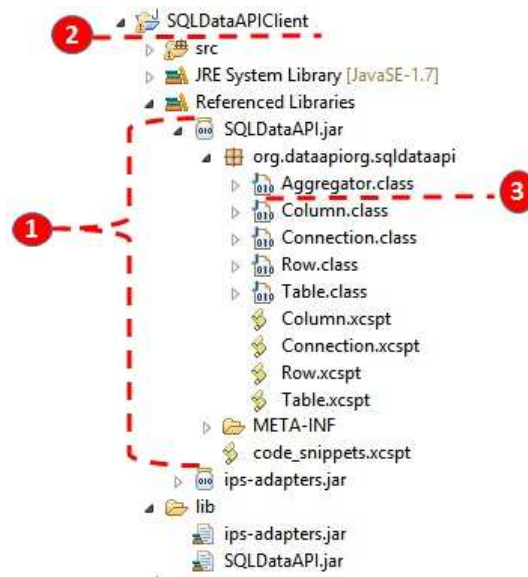 SQLDataAPIClient
2
src
JRE System Library [JavaSE-1.7]
Referenced Libraries
SQLDataAPI.jar
org.dataapiorg.sqldataapi
Aggregator.class
3
Column.class
1
Connection.class
Row.class
Table.class
Column.xcspt
Connection.xcspt
Row.xcspt
Table.xcspt
META-INF
code_snippets.xcspt
ips-adapters.jar
lib
ips-adapters.jar
SQLDataAPI.jar